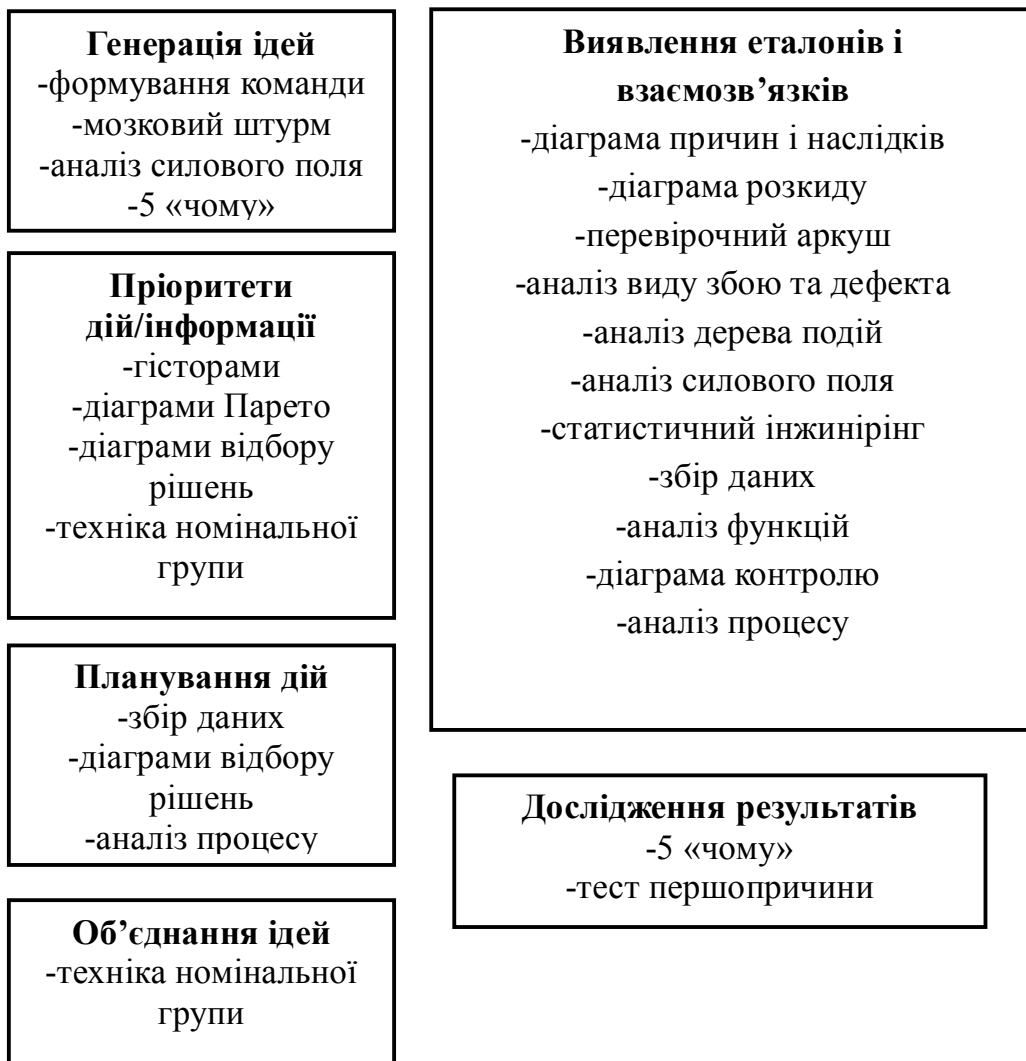 Генерація ідей
-формування команди
-мозковий штурм
-аналіз силового поля
-5 «чому»
Пріоритети
дій/інформації
-гісторами
-діаграми Парето
-діаграми відбору
рішень
-техніка номінальної
групи
Планування дій
-збір даних
-діаграми відбору
рішень
-аналіз процесу
Об’єднання ідей
-техніка номінальної
групи
Виявлення еталонів і
взаємозв’язків
-діаграма причин і наслідків
-діаграма розкиду
-перевірочний аркуш
-аналіз виду збою та дефекта
-аналіз дерева подій
-аналіз силового поля
-статистичний інжинірінг
-збір даних
-аналіз функцій
-діаграма контролю
-аналіз процесу
Дослідження результатів
-5 «чому»
-тест першопричини